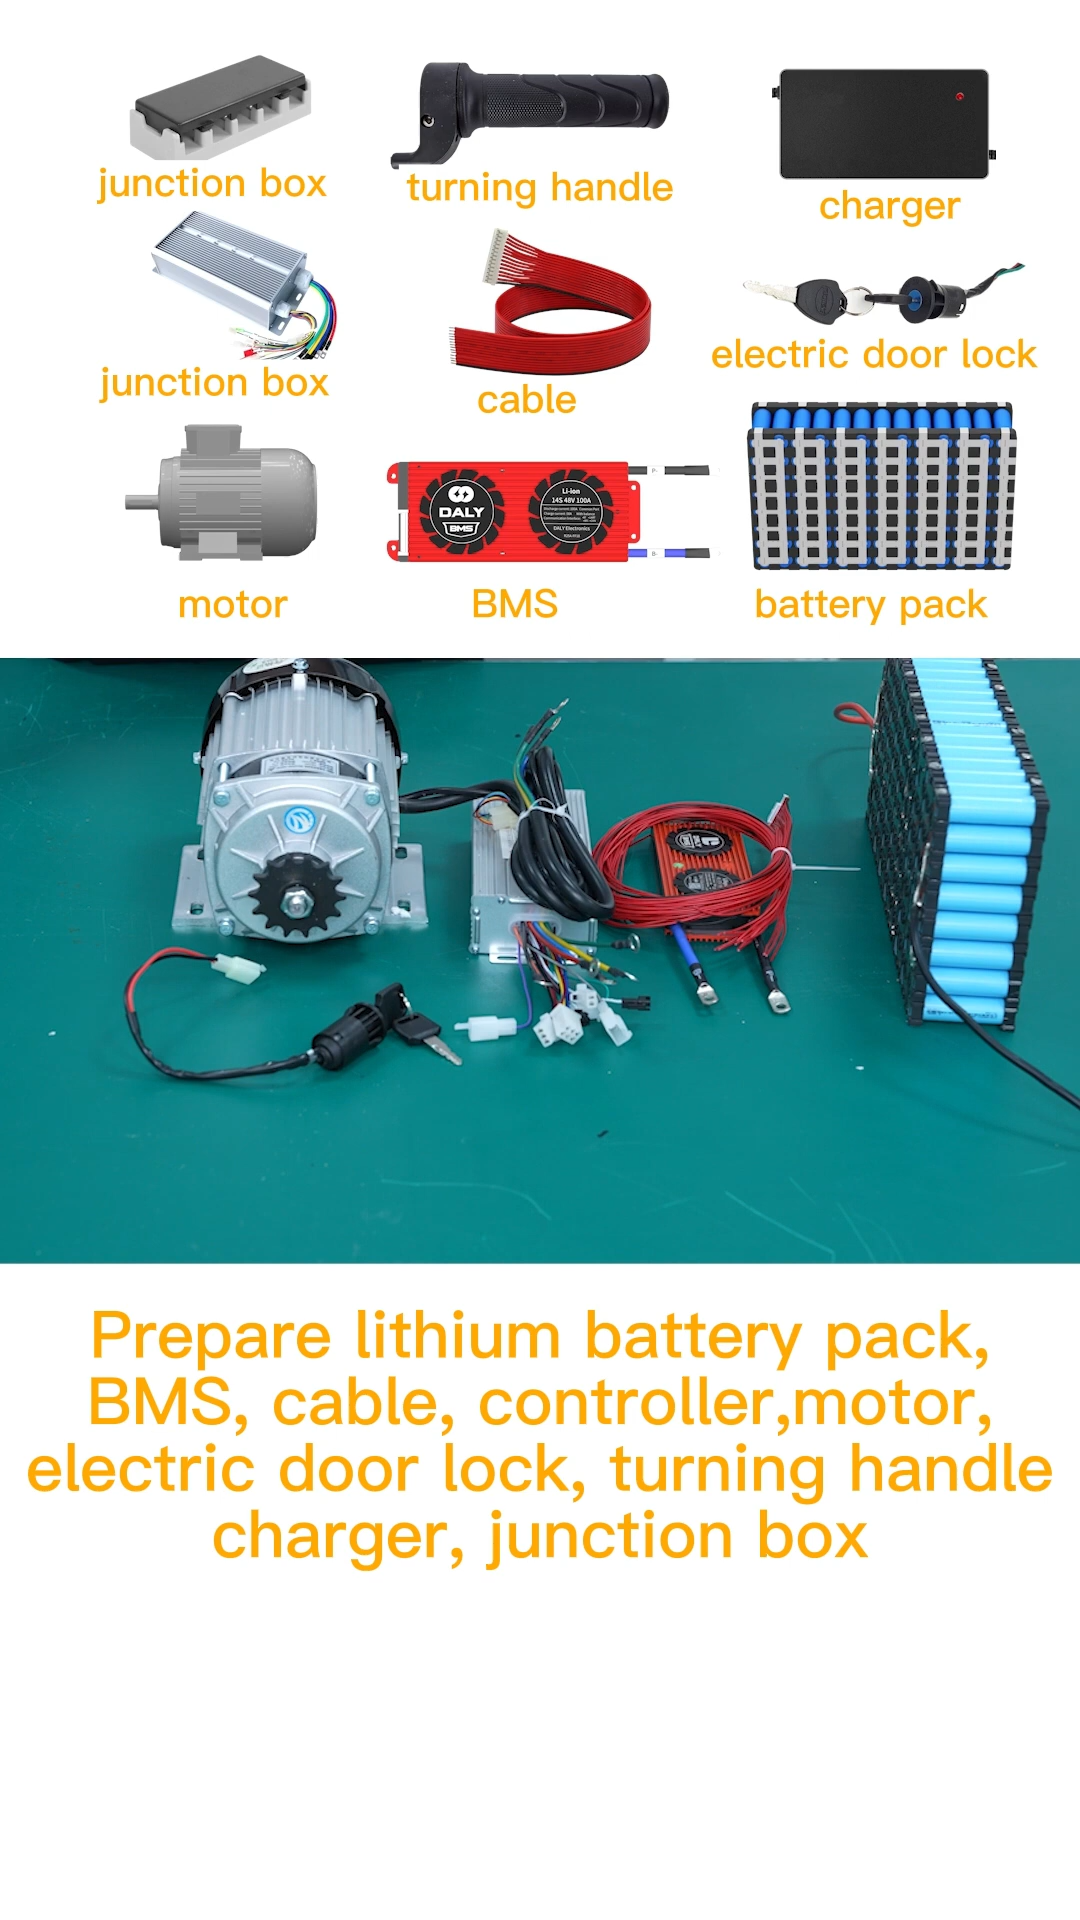 junction box
turning handle
charger
junction box
cable
electric door lock
DALY
BMS
Li-ion
14S 48V 100A
DALY Electronics
B-
motor
BMS
battery pack
Prepare lithium battery pack,
BMS, cable, controller,motor,
electric door lock, turning handle
charger, junction box